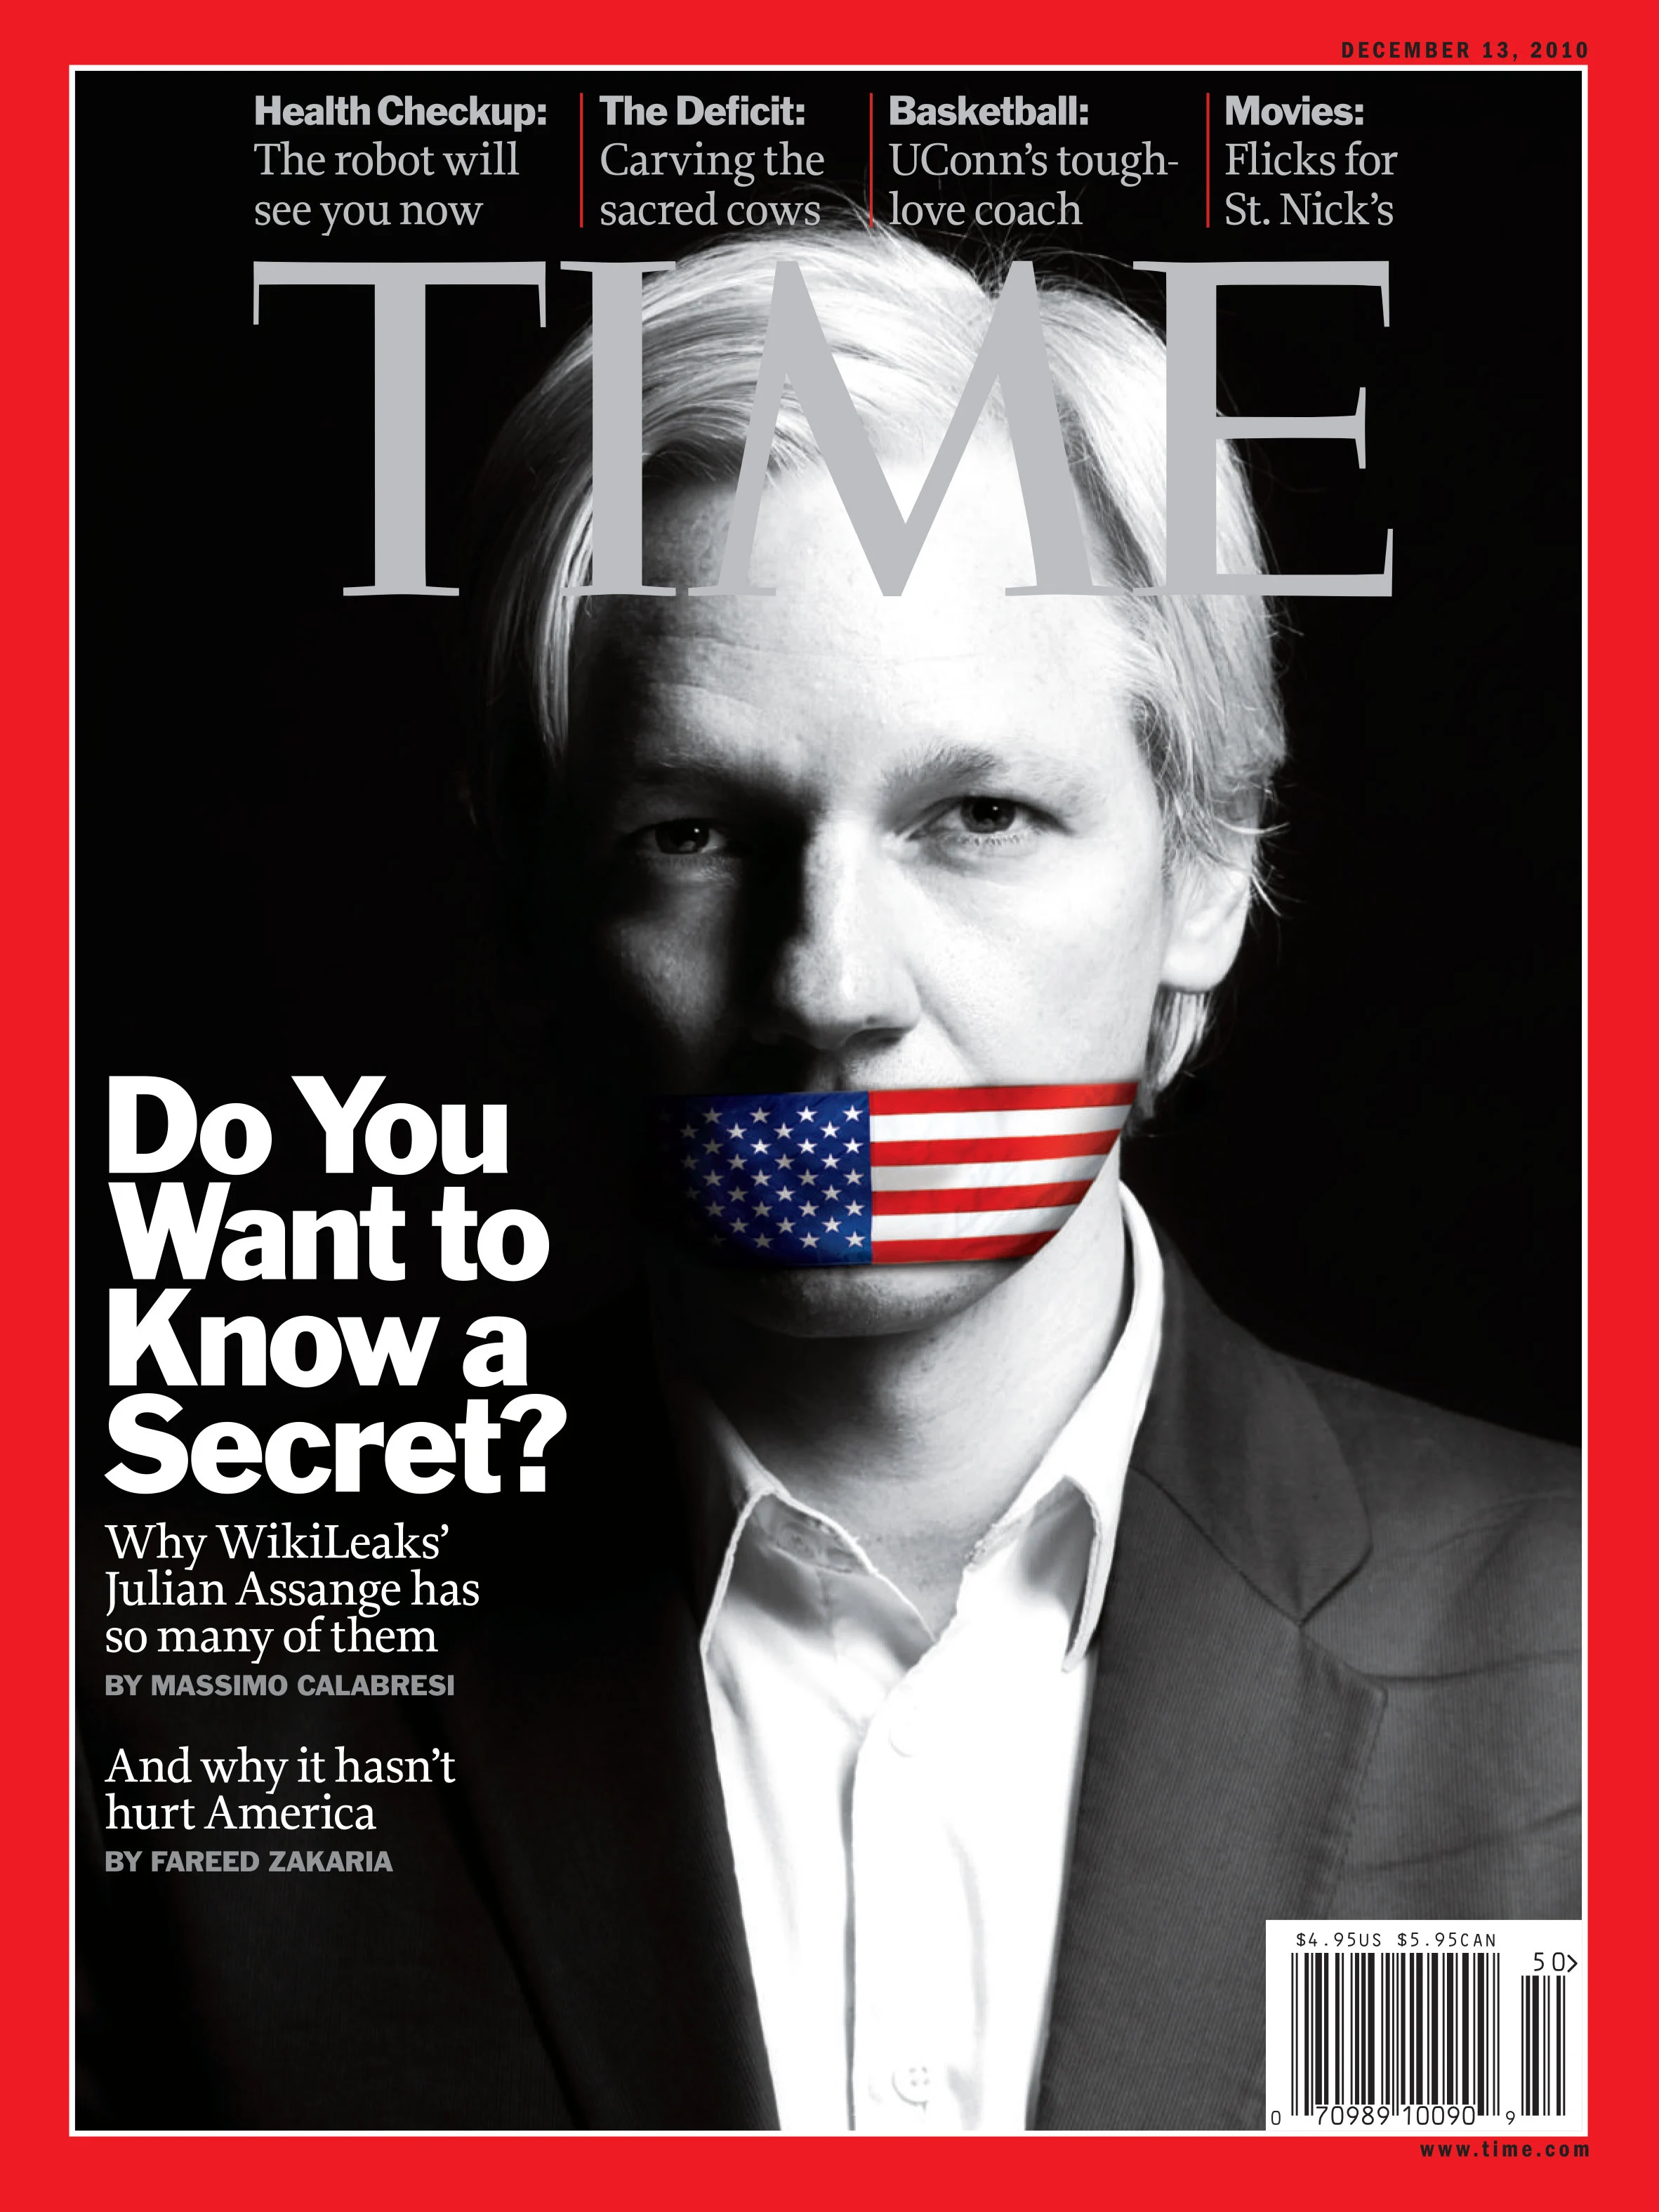 DECEMBER 13, 2010
Health Checkup:
The robot will
see you now
The Deficit:
Carving the
sacred cows
Basketball:
UConn's tough-
love coach
Movies:
Flicks for
St. Nick's
TIME
Do You
Want to
Know a
Secret?
Why WikiLeaks'
Julian Assange has
so many of them
BY MASSIMO CALABRESI
And why it hasn't
hurt America
BY FAREED ZAKARIA
$4.95US $5.95CAN
50>
0 70989 10090 9
www.time.com